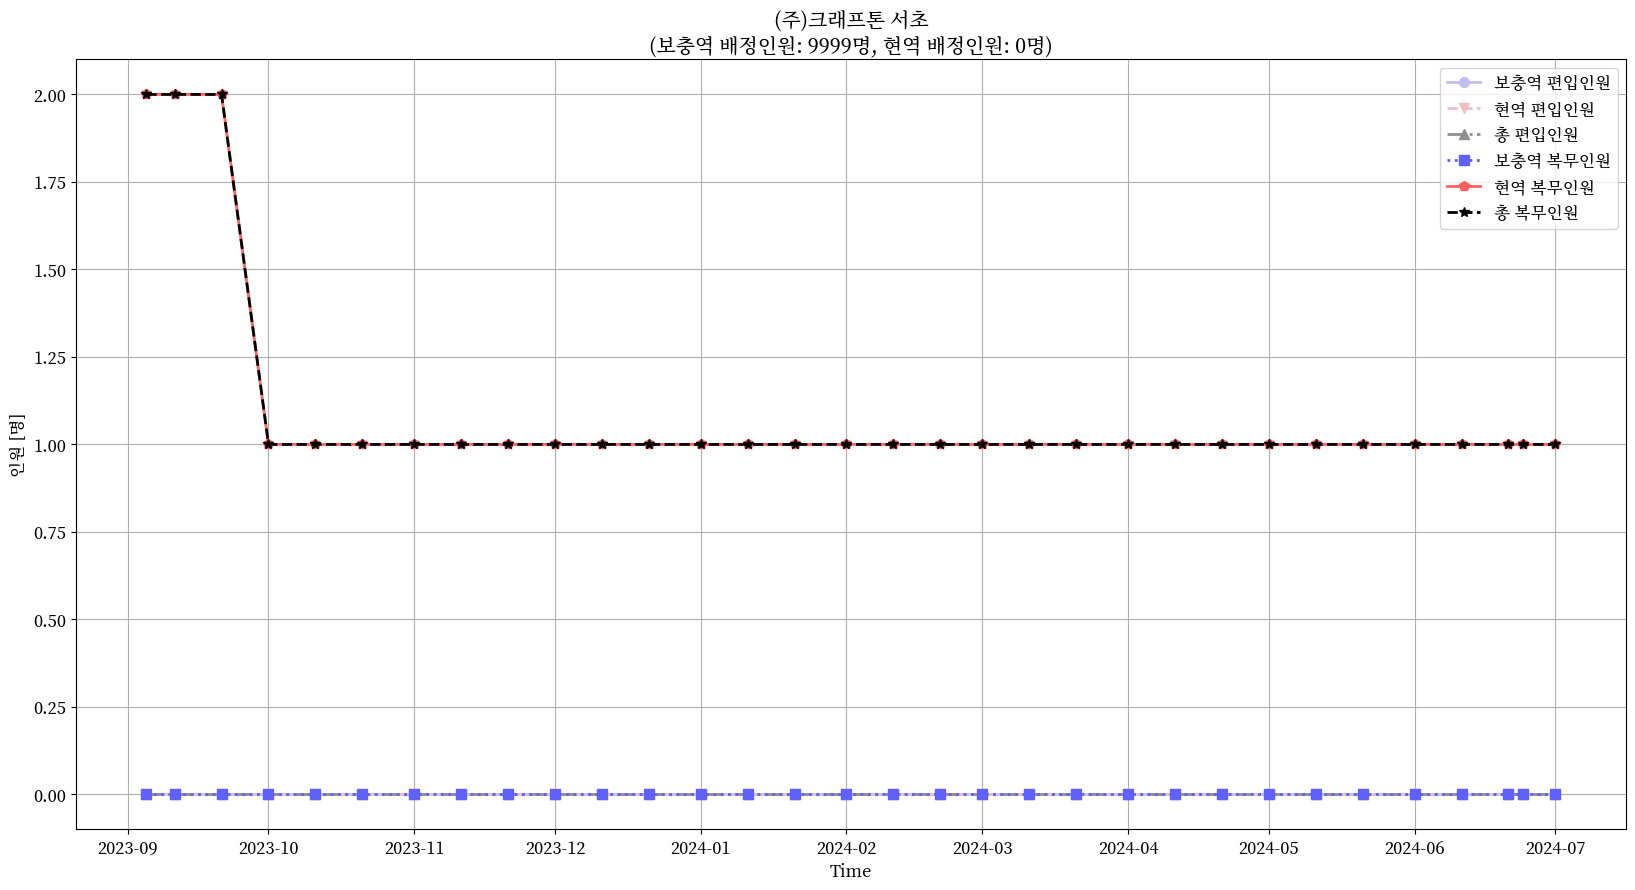 (주)크래프톤 서초
(보충역 배정인원: 9999명, 현역 배정인원: 0명)
보충역 편입인원
현역 편입인원
총 편입인원
보충역 복무인원
현역 복무인원
총 복무인원
인원 [명]
2.00
1.75
1.50
1.25
1.00
0.75
0.50
0.25
0.00
2023-09 2023-10 2023-11 2023-12 2024-01 2024-02 2024-03 2024-04 2024-05 2024-06 2024-07
Time